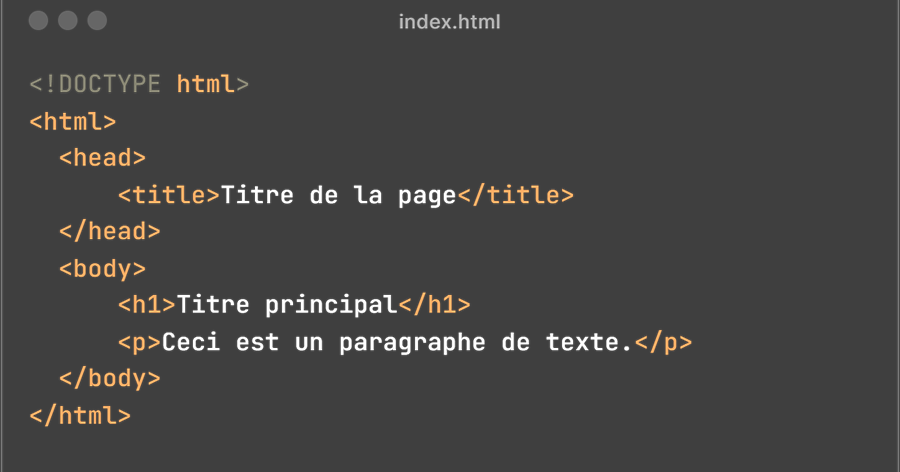 index.html
<!DOCTYPE html>
<html>
  <head>
      <title>Titre de la page</title>
  </head>
  <body>
      <h1>Titre principal</h1>
      <p>Ceci est un paragraphe de texte.</p>
  </body>
</html>